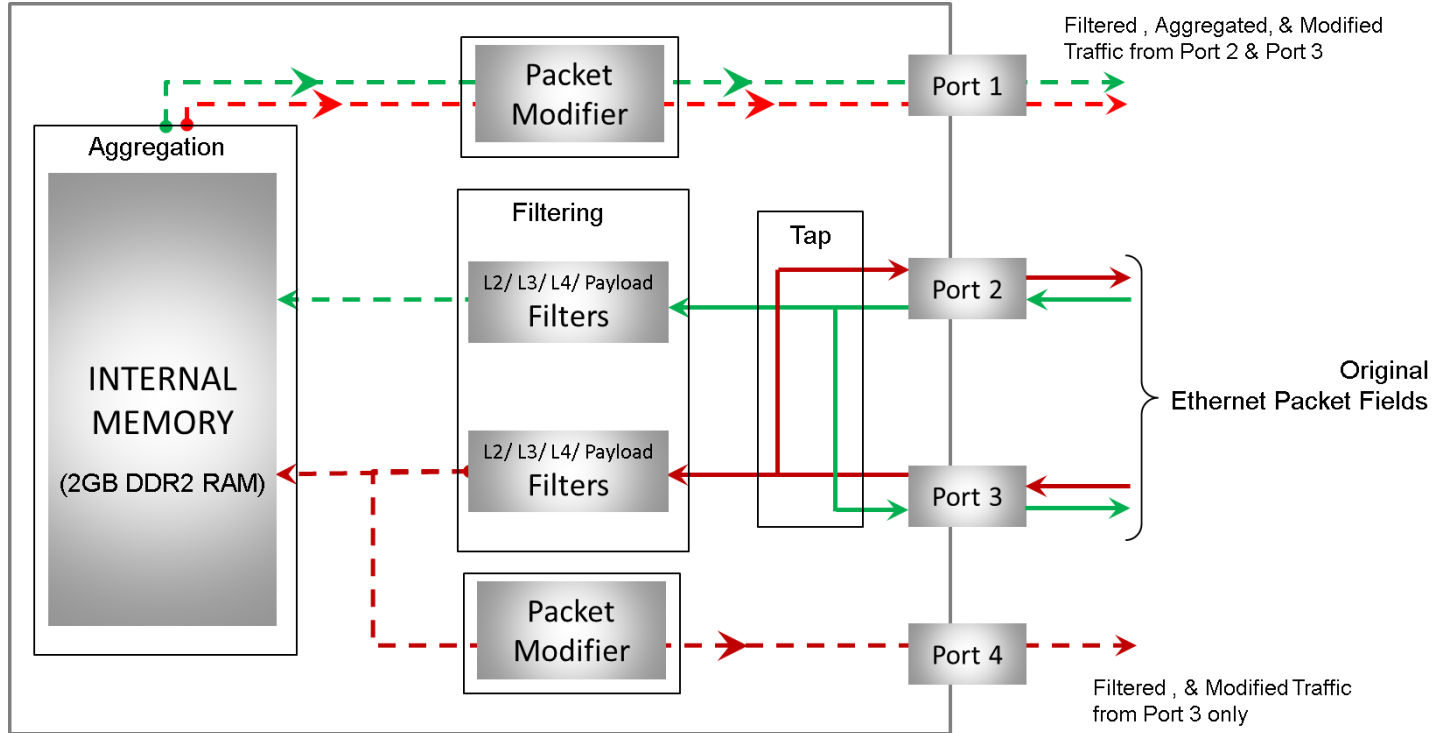 Filtered , Aggregated, & Modified
Traffic from Port 2 & Port 3
Packet
Modifier
Port 1
Aggregation
INTERNAL
MEMORY
(2GB DDR2 RAM)
Filtering
L2/ L3/ L4/ Payload
Filters
L2/ L3/ L4/ Payload
Filters
Tap
Port 2
Port 3
Original
Ethernet Packet Fields
Packet
Modifier
Port 4
Filtered , & Modified Traffic
from Port 3 only